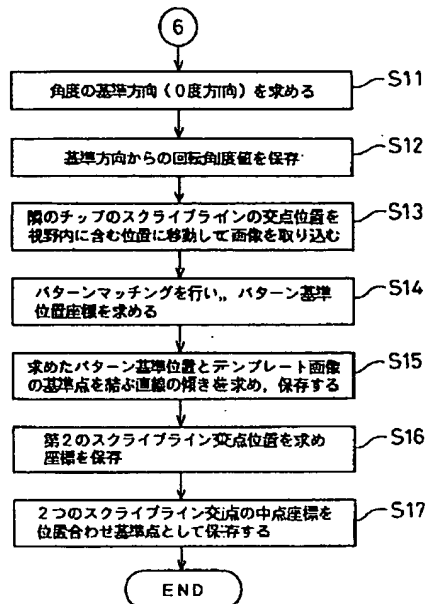 6
角度の基準方向（０度方向）を求める
S11
基準方向からの回転角度値を保存
S12
隣のチップのスクライブラインの交点位置を
視野内に含む位置に移動して画像を取り込む
S13
パターンマッチングを行い，パターン基準
位置座標を求める
S14
求めたパターン基準位置とテンプレート画像
の基準点を結ぶ直線の傾きを求め，保存する
S15
第２のスクライブライン交点位置を求め
座標を保存
S16
２つのスクライブライン交点の中点座標を
位置合わせ基準点として保存する
S17
END